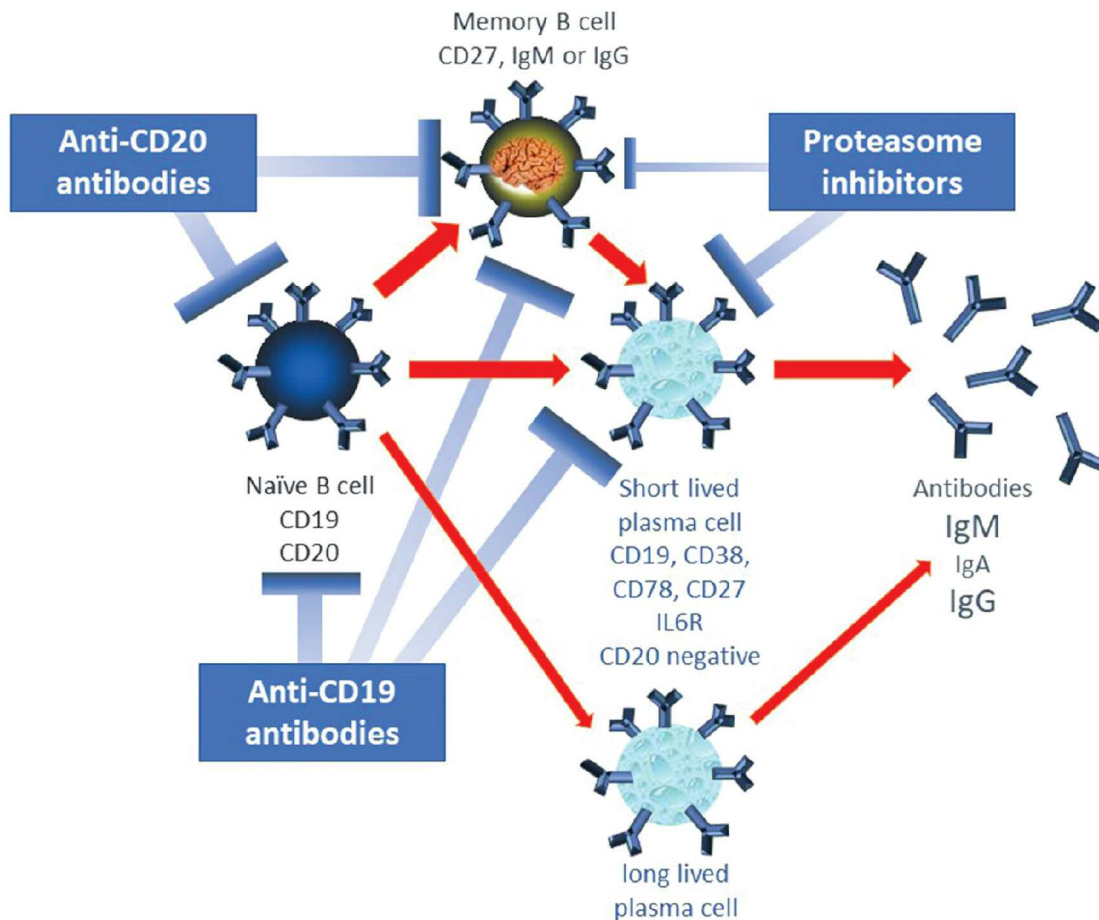 Memory B cell
CD27, IgM or IgG
Anti-CD20
antibodies
Proteasome
inhibitors
Naïve B cell
CD19
CD20
Short lived
plasma cell
CD19, CD38,
CD78, CD27
IL6R
CD20 negative
Antibodies
IgM
IgA
IgG
Anti-CD19
antibodies
long lived
plasma cell